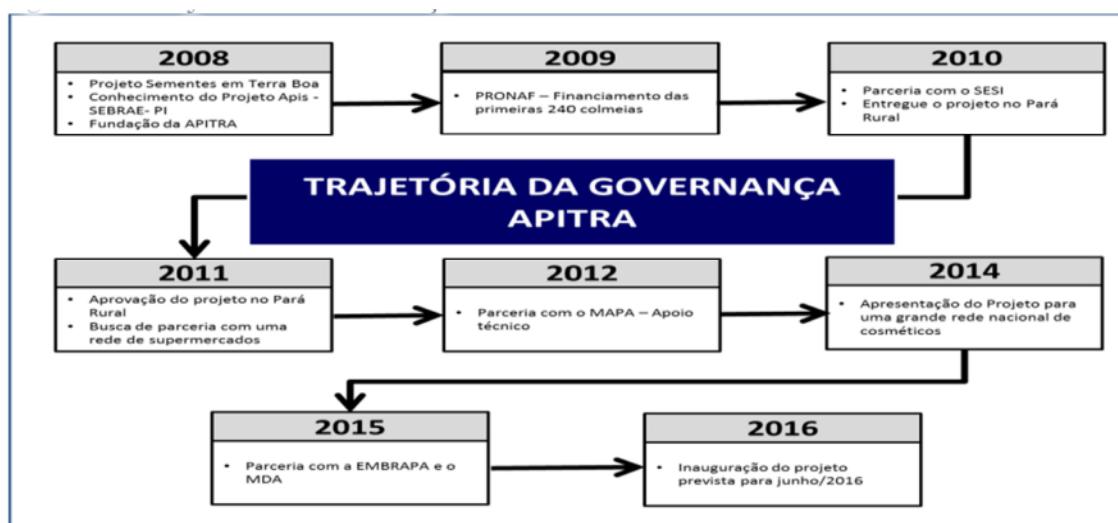 2008
• Projeto Sementes em Terra Boa
• Conhecimento do Projeto Apis -
SEBRAE- PI
• Fundação da APITRA
2009
• PRONAF – Financiamento das
primeiras 240 colmeias
2010
• Parceria com o SESI
• Entregue o projeto no Pará
Rural
TRAJETÓRIA DA GOVERNANÇA
APITRA
2011
• Aprovação do projeto no Pará
Rural
• Busca de parceria com uma
rede de supermercados
2012
• Parceria com o MAPA – Apoio
técnico
2014
• Apresentação do Projeto para
uma grande rede nacional de
cosméticos
2015
• Parceria com a EMBRAPA e o
MDA
2016
• Inauguração do projeto
prevista para junho/2016